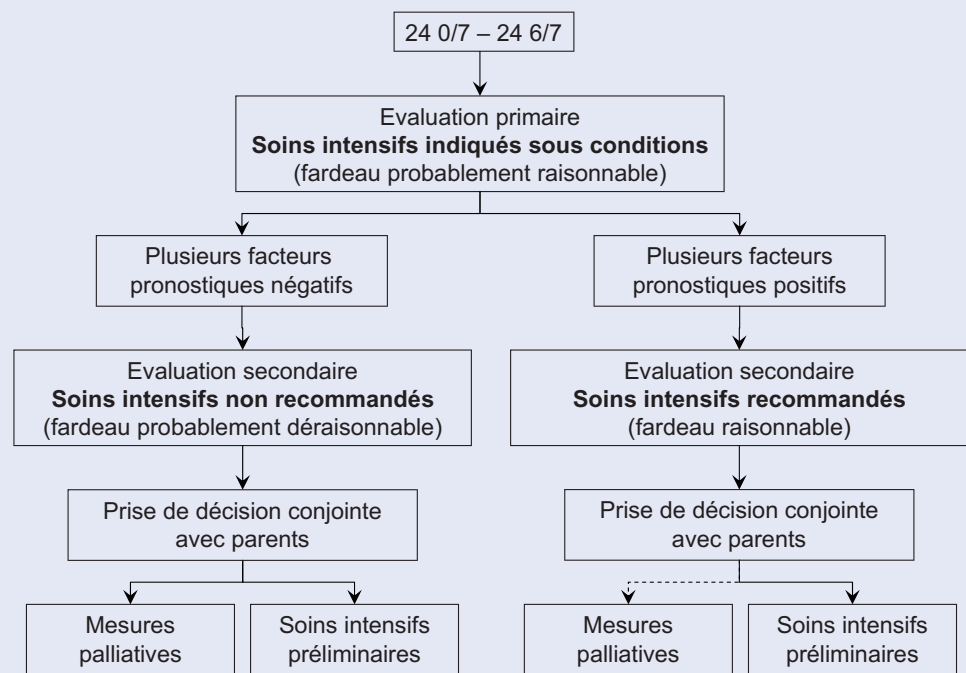 24 0/7 – 24 6/7
Evaluation primaire
Soins intensifs indiqués sous conditions
(fardeau probablement raisonnable)
Plusieurs facteurs
pronostiques négatifs
Plusieurs facteurs
pronostiques positifs
Evaluation secondaire
Soins intensifs non recommandés
(fardeau probablement déraisonnable)
Evaluation secondaire
Soins intensifs recommandés
(fardeau raisonnable)
Prise de décision conjointe
avec parents
Prise de décision conjointe
avec parents
Mesures
palliatives
Soins intensifs
préliminaires
Mesures
palliatives
Soins intensifs
préliminaires